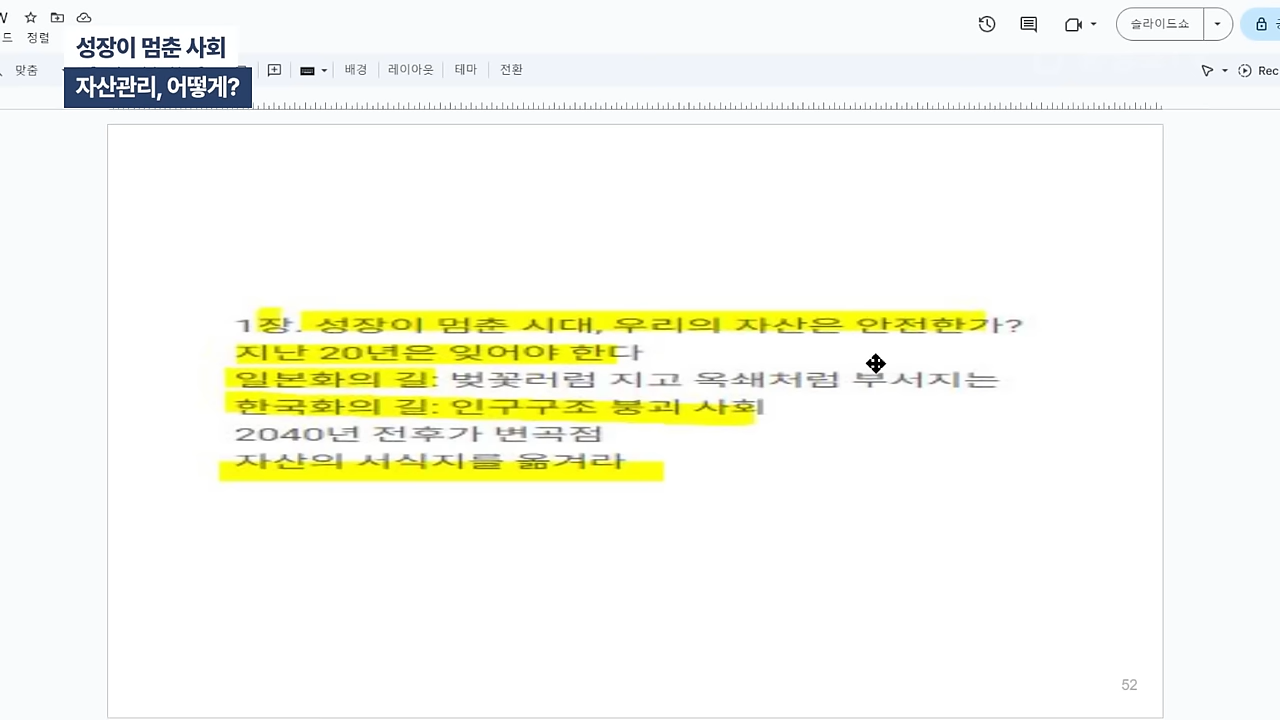 성장이 멈춘 사회
자산관리, 어떻게?
정렬
슬라이드쇼
맞춤
배경
레이아웃
테마
전환
Rec
1장. 성장이 멈춘 시대, 우리의 자산은 안전한가?
지난 20년은 잊어야 한다
일본화의 길: 벚꽃처럼 지고 옥쇄처럼 부서지는
한국화의 길: 인구구조 붕괴 사회
2040년 전후가 변곡점
자산의 서식지를 옮겨라
52